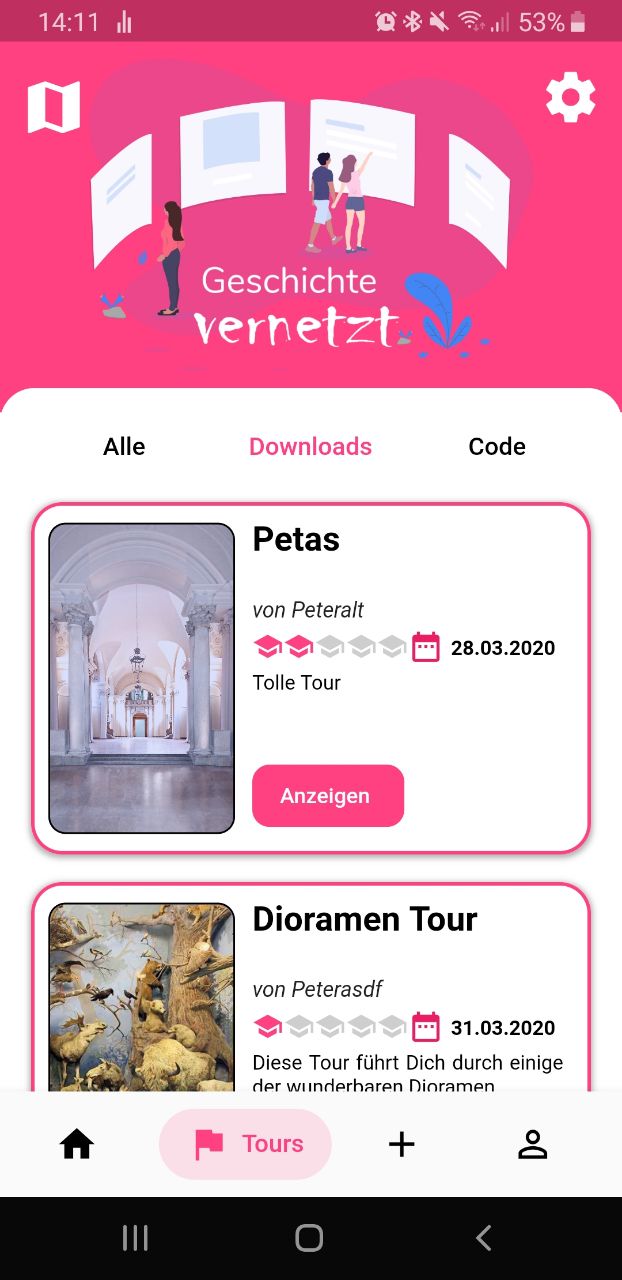 14:11
53%
Geschichte
vernetzt
Alle Downloads Code
Petas
von Peteralt
28.03.2020
Tolle Tour
Anzeigen
Dioramen Tour
von Peterasdf
31.03.2020
Diese Tour führt Dich durch einige
der wunderbaren Dioramen
Tours